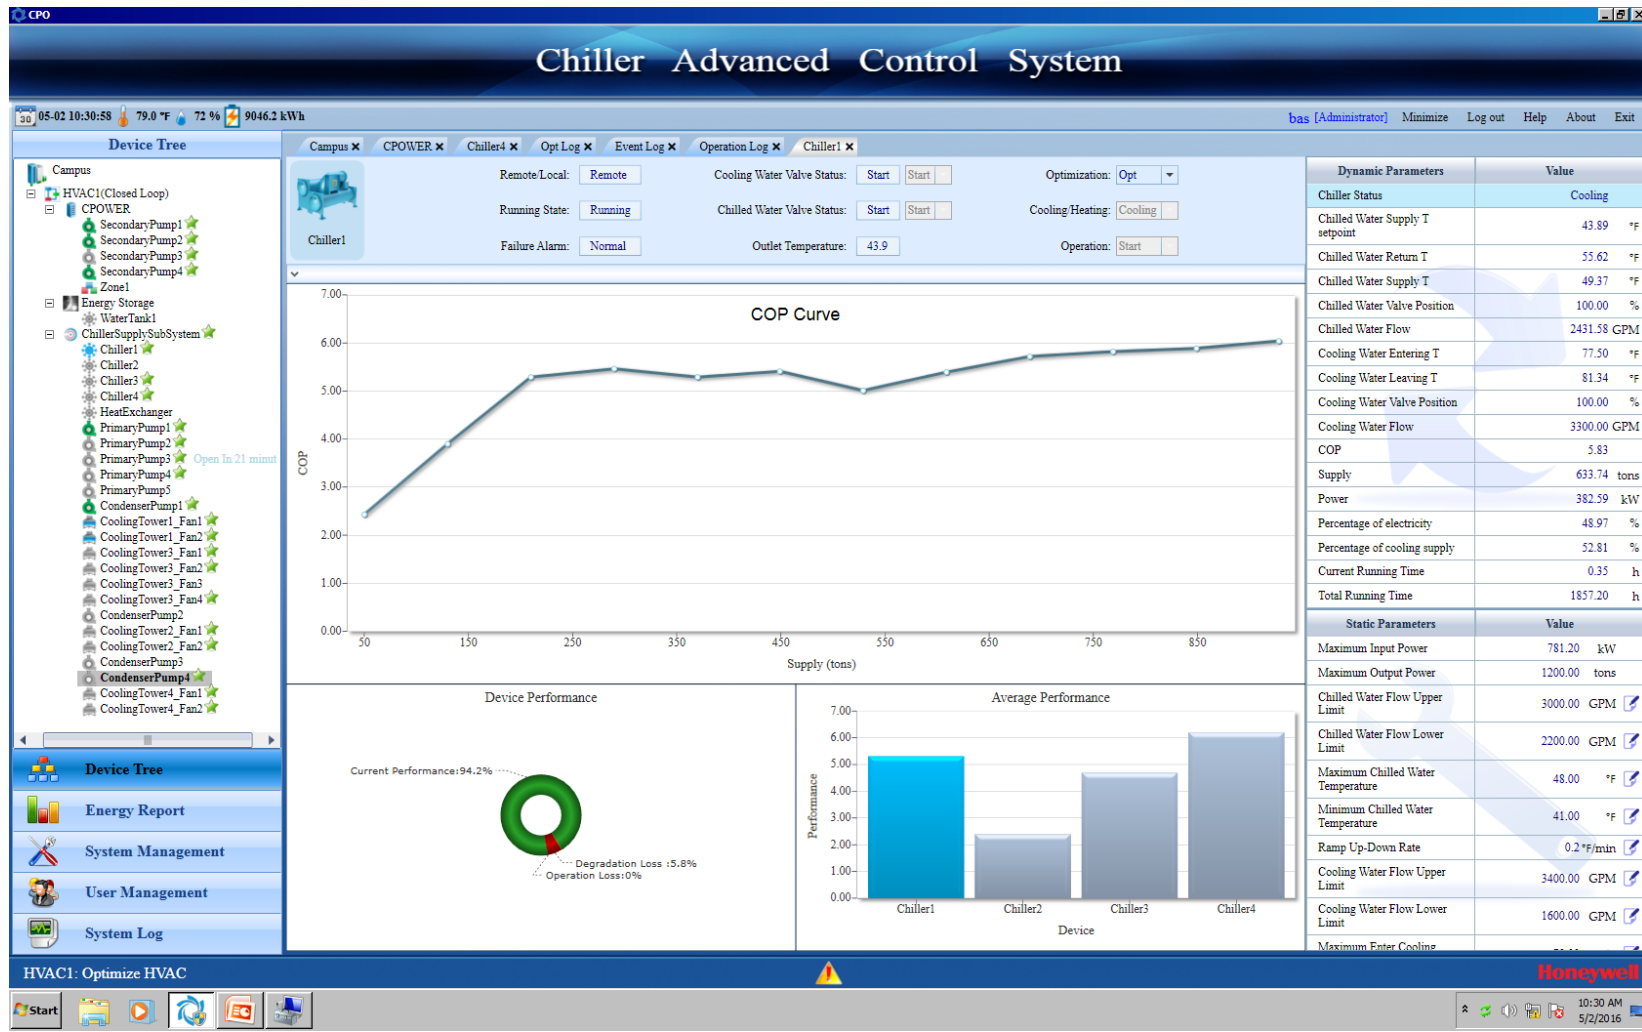 CPO
Chiller Advanced Control System
30 05-02 10:30:58 79.0 °F 72 % 9046.2 kWh
bas [Administrator] Minimize Log out Help About Exit
Device Tree
Campus
HVAC1(Closed Loop)
CPOWER
SecondaryPump1
SecondaryPump2
SecondaryPump3
SecondaryPump4
Zone1
Energy Storage
WaterTank1
ChillerSupplySubSystem
Chiller1
Chiller2
Chiller3
Chiller4
HeatExchanger
PrimaryPump1
PrimaryPump2
PrimaryPump3 Open In 21 minut
PrimaryPump4
PrimaryPump5
CondenserPump1
CoolingTower1_Fan1
CoolingTower1_Fan2
CoolingTower3_Fan1
CoolingTower3_Fan2
CoolingTower3_Fan3
CoolingTower3_Fan4
CondenserPump2
CoolingTower2_Fan1
CoolingTower2_Fan2
CondenserPump3
CondenserPump4
CoolingTower4_Fan1
CoolingTower4_Fan2
Device Tree
Energy Report
System Management
User Management
System Log
Campus CPOWER Chiller4 Opt Log Event Log Operation Log Chiller1
Chiller1
Remote/Local: Remote Cooling Water Valve Status: Start Start Optimization: Opt
Running State: Running Chilled Water Valve Status: Start Start Cooling/Heating: Cooling
Failure Alarm: Normal Outlet Temperature: 43.9 Operation: Start
COP Curve
7.00
6.00
5.00
4.00
3.00
2.00
1.00
0.00
COP
50 150 250 350 450 550 650 750 850
Supply (tons)
Device Performance
Current Performance:94.2%
Degradation Loss :5.8%
Operation Loss:0%
Average Performance
7.00
6.00
5.00
4.00
3.00
2.00
1.00
0.00
Performance
Chiller1 Chiller2 Chiller3 Chiller4
Device
Dynamic Parameters Value
Chiller Status Cooling
Chilled Water Supply T setpoint 43.89 °F
Chilled Water Return T 55.62 °F
Chilled Water Supply T 49.37 °F
Chilled Water Valve Position 100.00 %
Chilled Water Flow 2431.58 GPM
Cooling Water Entering T 77.50 °F
Cooling Water Leaving T 81.34 °F
Cooling Water Valve Position 100.00 %
Cooling Water Flow 3300.00 GPM
COP 5.83
Supply 633.74 tons
Power 382.59 kW
Percentage of electricity 48.97 %
Percentage of cooling supply 52.81 %
Current Running Time 0.35 h
Total Running Time 1857.20 h
Static Parameters Value
Maximum Input Power 781.20 kW
Maximum Output Power 1200.00 tons
Chilled Water Flow Upper Limit 3000.00 GPM
Chilled Water Flow Lower Limit 2200.00 GPM
Maximum Chilled Water Temperature 48.00 °F
Minimum Chilled Water Temperature 41.00 °F
Ramp Up-Down Rate 0.2 °F/min
Cooling Water Flow Upper Limit 3400.00 GPM
Cooling Water Flow Lower Limit 1600.00 GPM
Maximum Enter Cooling
HVAC1: Optimize HVAC
Honeywell
Start
10:30 AM
5/2/2016